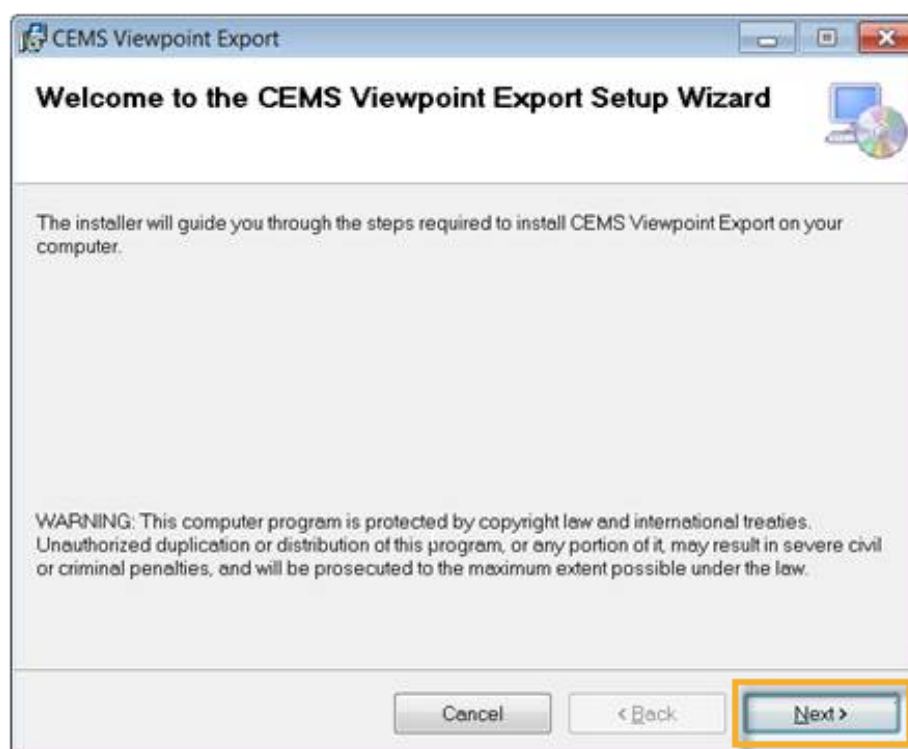 CEMS Viewpoint Export
Welcome to the CEMS Viewpoint Export Setup Wizard
The installer will guide you through the steps required to install CEMS Viewpoint Export on your
computer.
WARNING: This computer program is protected by copyright law and international treaties.
Unauthorized duplication or distribution of this program, or any portion of it, may result in severe civil
or criminal penalties, and will be prosecuted to the maximum extent possible under the law.
Cancel < Back Next >